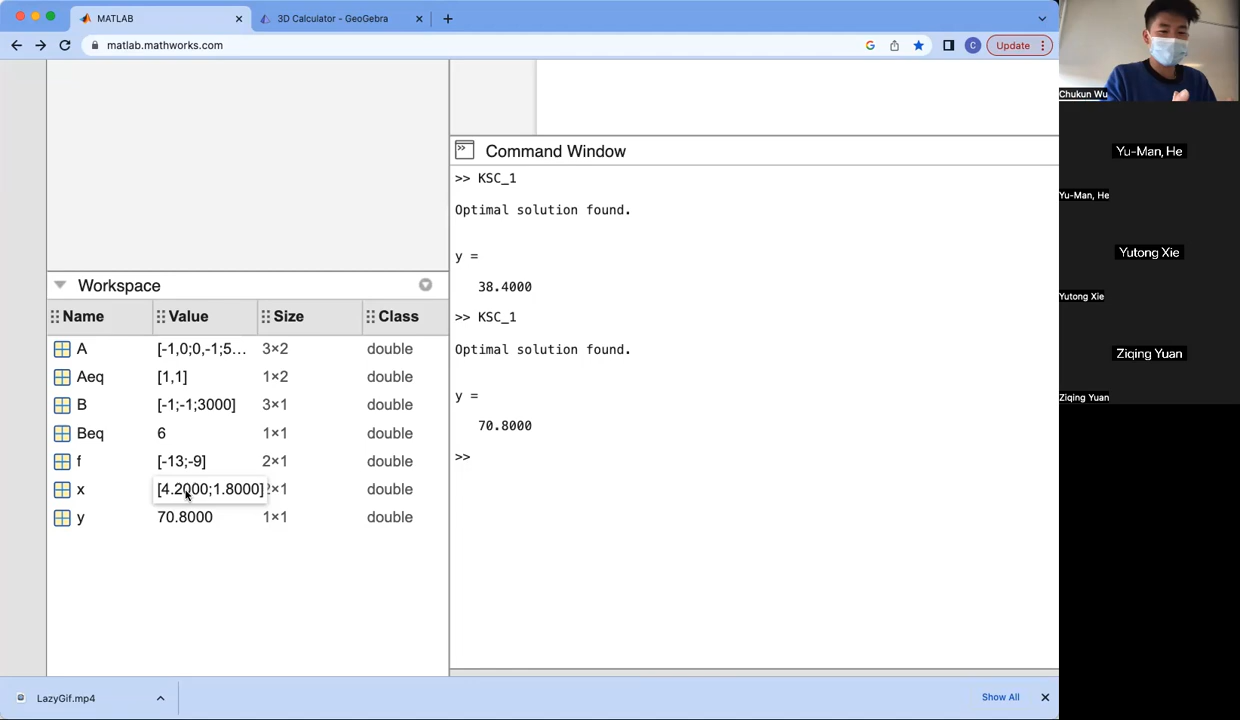 MATLAB
3D Calculator - GeoGebra
matlab.mathworks.com
C
Update
Chukun Wu
Yu-Man, He
Yu-Man, He
Yutong Xie
Yutong Xie
Ziqing Yuan
Ziqing Yuan
Command Window
>> KSC_1
Optimal solution found.
y =
38.4000
>> KSC_1
Optimal solution found.
y =
70.8000
>>
Workspace
Name Value Size Class
A [-1,0;0,-1;5... 3×2 double
Aeq [1,1] 1×2 double
B [-1;-1;3000] 3×1 double
Beq 6 1×1 double
f [-13;-9] 2×1 double
x [4.2000;1.8000] ×1 double
y 70.8000 1×1 double
LazyGif.mp4
Show All